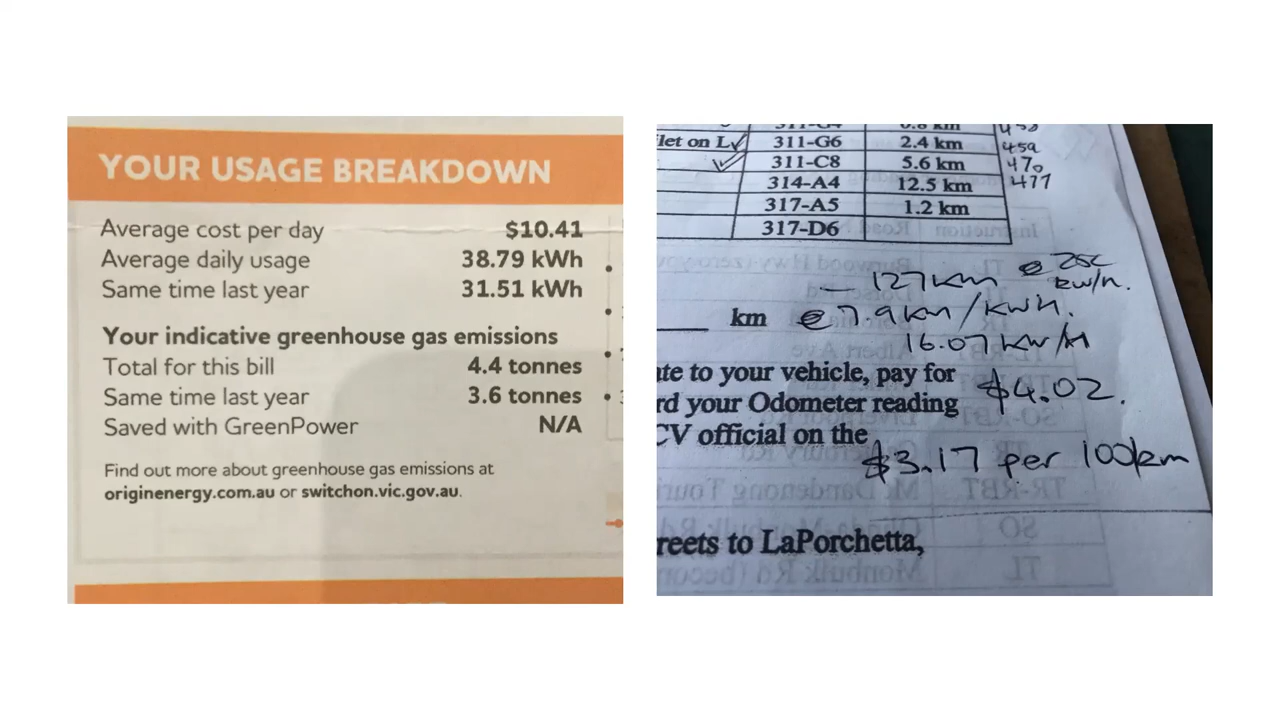 YOUR USAGE BREAKDOWN
Average cost per day $10.41
Average daily usage 38.79 kWh
Same time last year 31.51 kWh
Your indicative greenhouse gas emissions
Total for this bill 4.4 tonnes
Same time last year 3.6 tonnes
Saved with GreenPower N/A
Find out more about greenhouse gas emissions at
originenergy.com.au or switchon.vic.gov.au.
let on L 311-G6 2.4 km 459
311-C8 5.6 km 470
314-A4 12.5 km 477
317-A5 1.2 km
317-D6
127km @ 25c
kw/h.
km @ 7.9km/kwh.
16.07 kw/h
ate to your vehicle, pay for
$4.02.
rd your Odometer reading
CV official on the
$3.17 per 100km
reets to LaPorchetta,